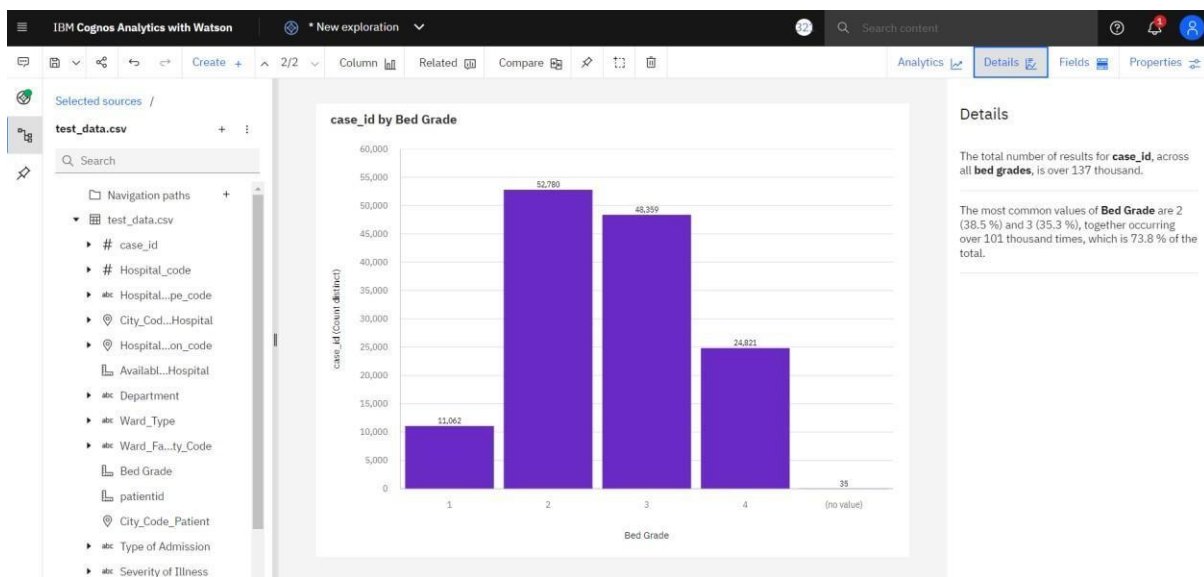 IBM Cognos Analytics with Watson
* New exploration
Search content
Create +
2/2
Column
Related
Compare
Analytics
Details
Fields
Properties
Selected sources /
test_data.csv
Search
Navigation paths +
test_data.csv
# case_id
# Hospital_code
abc Hospital...pe_code
City_Cod...Hospital
Hospital...on_code
Availabl...Hospital
abc Department
abc Ward_Type
abc Ward_Fa...ty_Code
Bed Grade
patientid
City_Code_Patient
abc Type of Admission
abc Severity of Illness
case_id by Bed Grade
case_id (Count distinct)
60,000
55,000
50,000
45,000
40,000
35,000
30,000
25,000
20,000
15,000
10,000
5,000
0
11,062
52,780
48,359
24,821
35
1
2
3
4
(no value)
Bed Grade
Details
The total number of results for case_id, across
all bed grades, is over 137 thousand.
The most common values of Bed Grade are 2
(38.5 %) and 3 (35.3 %), together occurring
over 101 thousand times, which is 73.8 % of the
total.